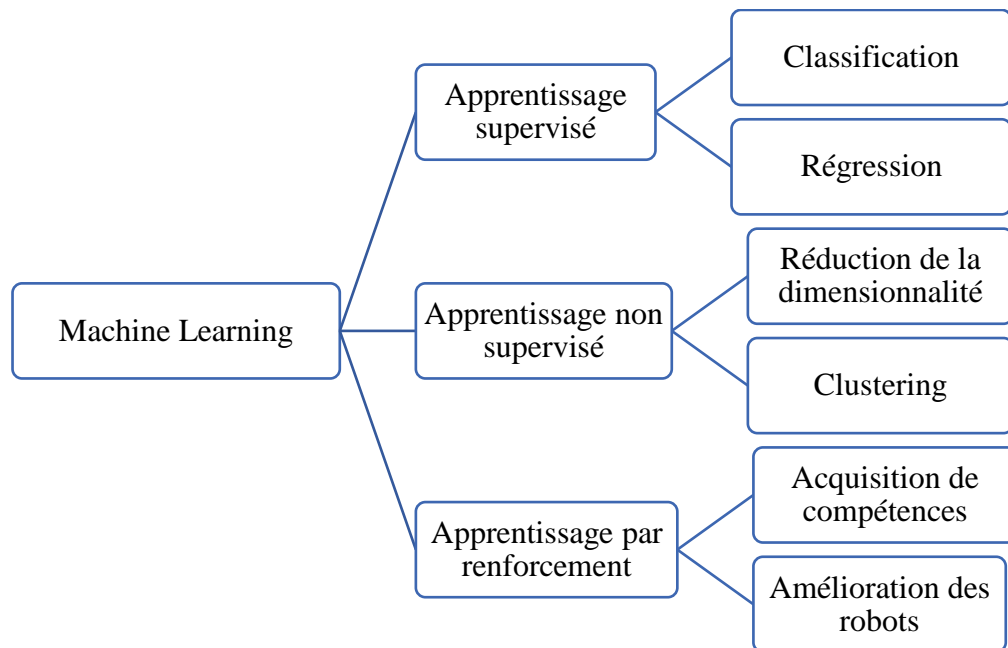 Machine Learning
Apprentissage
supervisé
Classification
Régression
Apprentissage non
supervisé
Réduction de la
dimensionnalité
Clustering
Apprentissage par
renforcement
Acquisition de
compétences
Amélioration des
robots